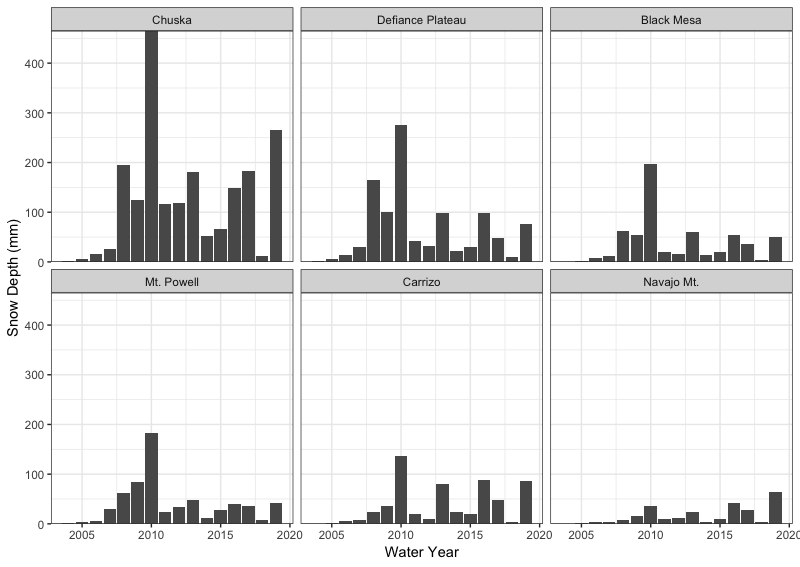 Chuska Defiance Plateau Black Mesa
400
300
200
100
0
Snow Depth (mm)
Mt. Powell Carrizo Navajo Mt.
400
300
200
100
0
2005 2010 2015 2020 2005 2010 2015 2020 2005 2010 2015 2020
Water Year